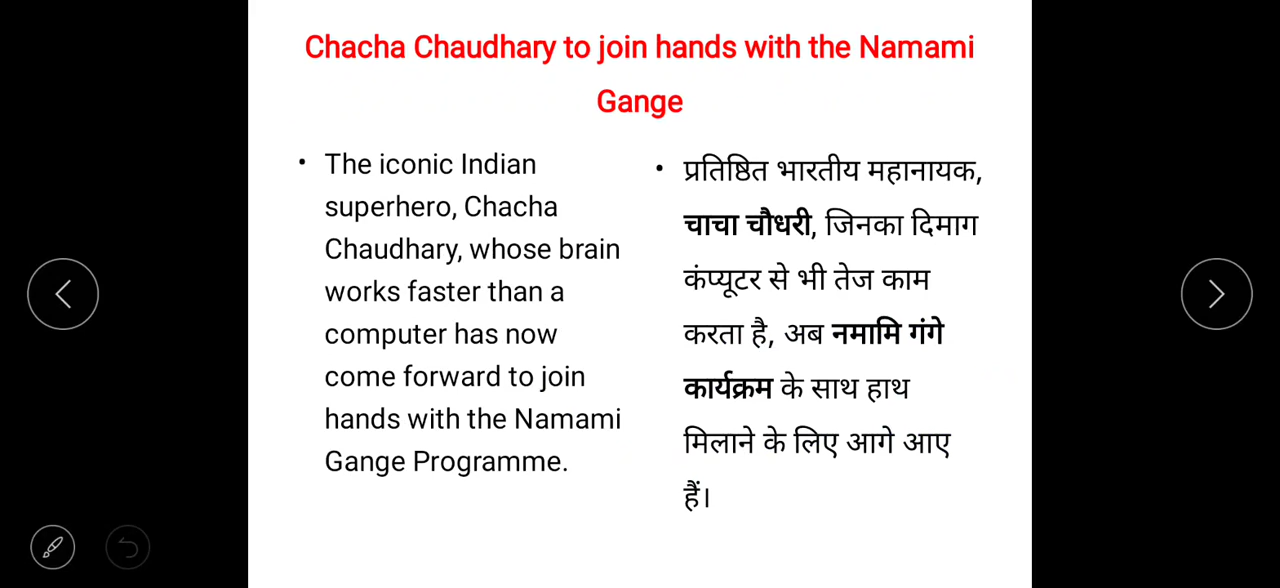 Chacha Chaudhary to join hands with the Namami
Gange
• The iconic Indian
superhero, Chacha
Chaudhary, whose brain
works faster than a
computer has now
come forward to join
hands with the Namami
Gange Programme.
• प्रतिष्ठित भारतीय महानायक,
चाचा चौधरी, जिनका दिमाग
कंप्यूटर से भी तेज काम
करता है, अब नमामि गंगे
कार्यक्रम के साथ हाथ
मिलाने के लिए आगे आए
हैं।